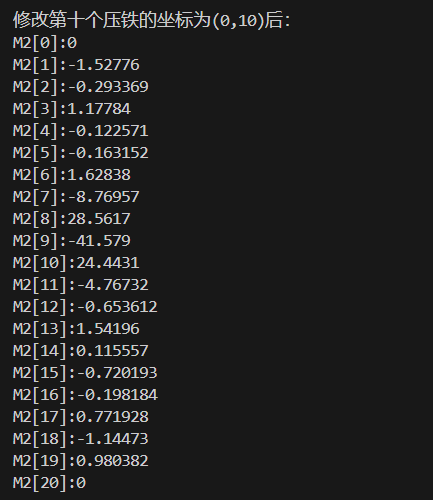 修改第十个压铁的坐标为(0,10)后:
M2[0]:0
M2[1]:-1.52776
M2[2]:-0.293369
M2[3]:1.17784
M2[4]:-0.122571
M2[5]:-0.163152
M2[6]:1.62838
M2[7]:-8.76957
M2[8]:28.5617
M2[9]:-41.579
M2[10]:24.4431
M2[11]:-4.76732
M2[12]:-0.653612
M2[13]:1.54196
M2[14]:0.115557
M2[15]:-0.720193
M2[16]:-0.198184
M2[17]:0.771928
M2[18]:-1.14473
M2[19]:0.980382
M2[20]:0